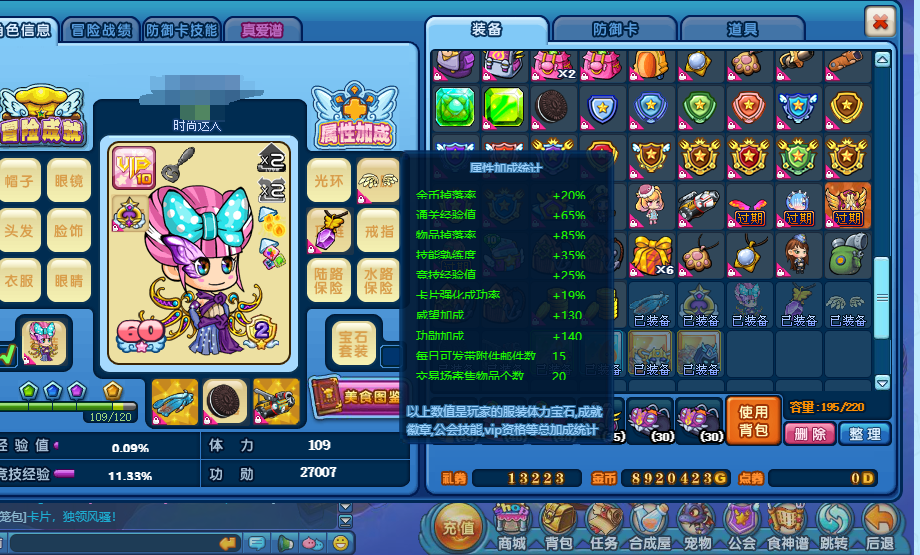 角色信息 冒险战绩 防御卡技能 真爱谱
装备 防御卡 道具
冒险成就
时尚达人
属性加成
VIP 10
x2
x2
帽子 眼镜
头发 脸饰
衣服 眼睛
光环
戒指
陆路保险 水路保险
宝石套装
60
2
109/120
美食图鉴
经验值 0.09% 体力 109
竞技经验 11.33% 功勋 27007
属性加成统计
金币掉落率 +20%
通关经验值 +65%
物品掉落率 +85%
技能熟练度 +35%
竞技经验值 +25%
卡片强化成功率 +19%
威望加成 +130
功勋加成 +140
每日可发带附件邮件数 15
交易场寄售物品个数 20
以上数值是玩家的服装体力宝石,成就
徽章,公会技能,vip资格等总加成统计
X2
过期 过期 过期
X6
已装备 已装备 已装备 已装备 已装备
(30) (30)
使用背包
容量:195/220
删除 整理
礼券 13223 金币 8920423G 点券 0D
笼包]卡片，独领风骚!
充值 商城 背包 任务 合成屋 宠物 公会 食神谱 跳转 后退